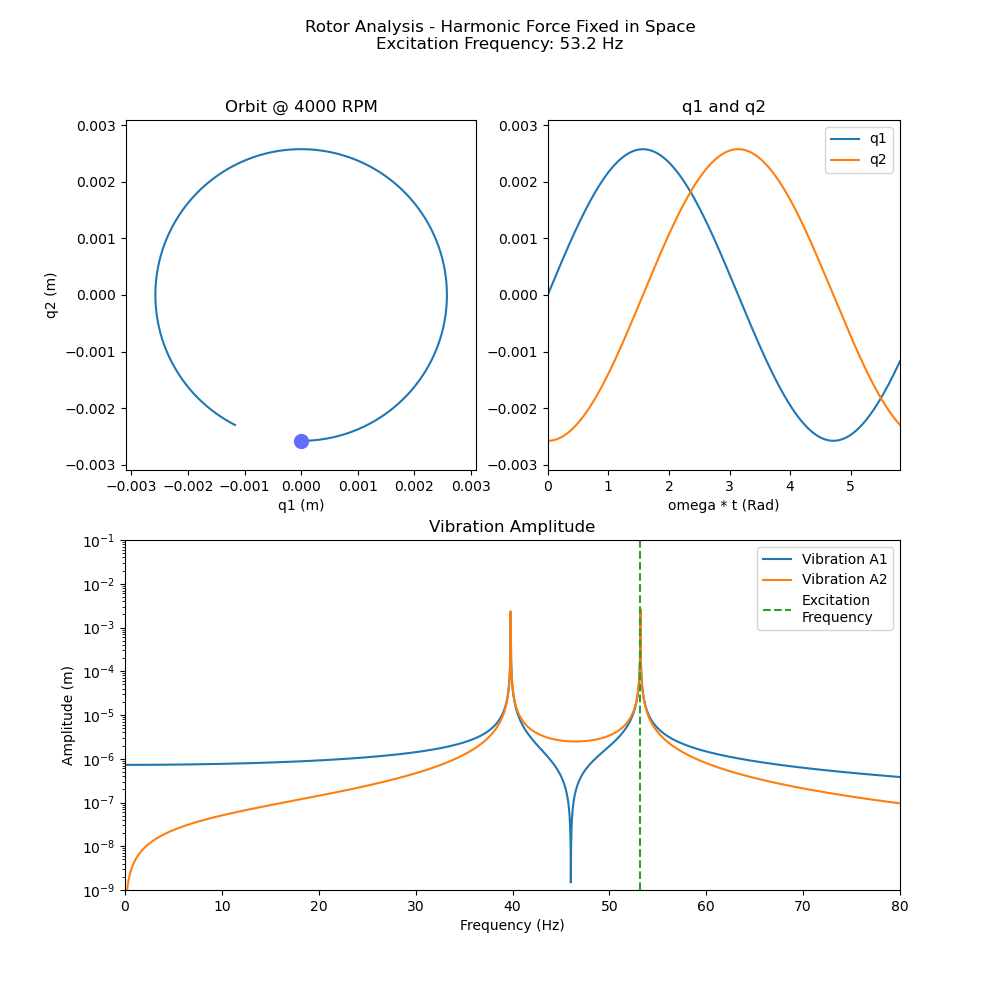 Rotor Analysis - Harmonic Force Fixed in Space
Excitation Frequency: 53.2 Hz
Orbit @ 4000 RPM
0.003
0.002
0.001
0.000
−0.001
−0.002
−0.003
q2 (m)
−0.003 −0.002 −0.001 0.000 0.001 0.002 0.003
q1 (m)
q1 and q2
q1
q2
0.003
0.002
0.001
0.000
−0.001
−0.002
−0.003
0 1 2 3 4 5
omega * t (Rad)
Vibration Amplitude
Vibration A1
Vibration A2
Excitation
Frequency
10⁻¹
10⁻²
10⁻³
10⁻⁴
10⁻⁵
10⁻⁶
10⁻⁷
10⁻⁸
10⁻⁹
Amplitude (m)
0 10 20 30 40 50 60 70 80
Frequency (Hz)